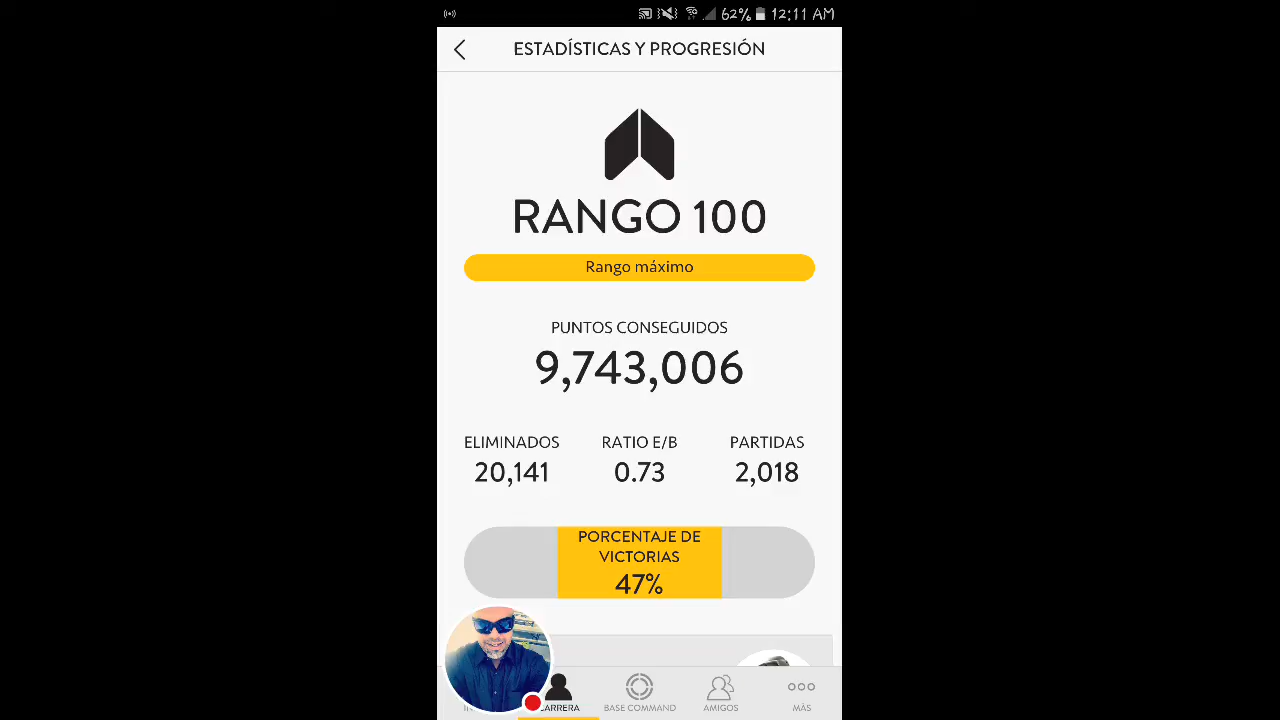 62% 12:11 AM
ESTADÍSTICAS Y PROGRESIÓN
RANGO 100
Rango máximo
PUNTOS CONSEGUIDOS
9,743,006
ELIMINADOS RATIO E/B PARTIDAS
20,141 0.73 2,018
PORCENTAJE DE
VICTORIAS
47%
CARRERA BASE COMMAND AMIGOS MÁS